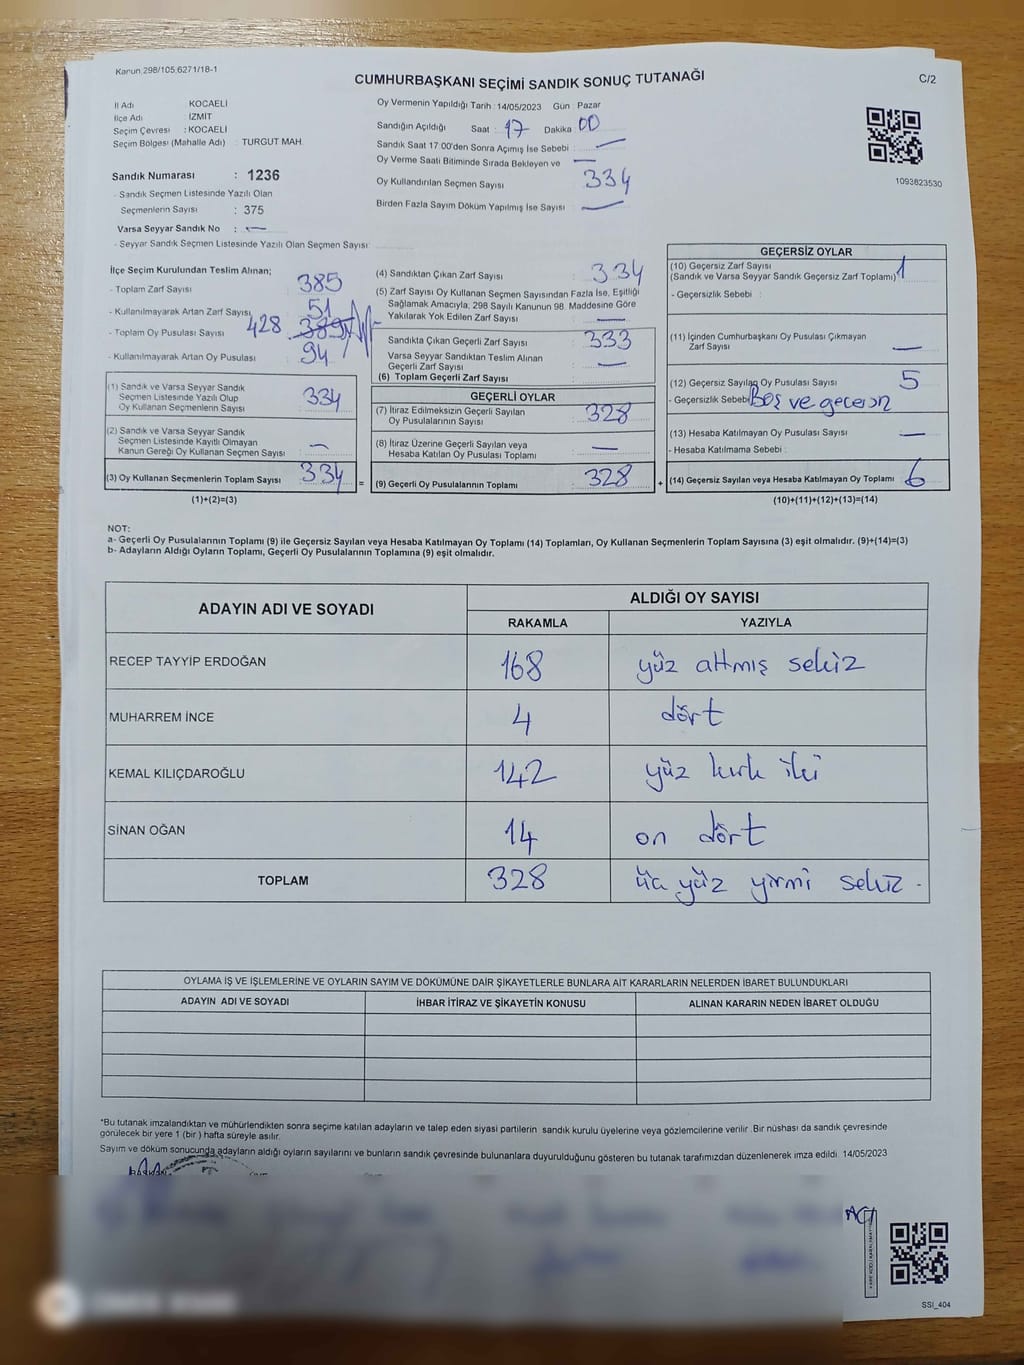 Kanun 298/105,6271/18-1
CUMHURBAŞKANI SEÇİMİ SANDIK SONUÇ TUTANAĞI
C/2
İl Adı KOCAELİ
İlçe Adı : İZMİT
Seçim Çevresi : KOCAELİ
Seçim Bölgesi (Mahalle Adı) : TURGUT MAH.
Sandık Numarası : 1236
- Sandık Seçmen Listesinde Yazılı Olan
Seçmenlerin Sayısı : 375
Varsa Seyyar Sandık No : —
- Seyyar Sandık Seçmen Listesinde Yazılı Olan Seçmen Sayısı:
Oy Vermenin Yapıldığı Tarih : 14/05/2023 Gün : Pazar
Sandığın Açıldığı Saat : 17 Dakika 00
Sandık Saat 17.00'den Sonra Açımış İse Sebebi : —
Oy Verme Saati Bitiminde Sırada Bekleyen ve —
Oy Kullandırılan Seçmen Sayısı : 334
Birden Fazla Sayım Döküm Yapılmış İse Sayısı : —
1093823530
İlçe Seçim Kurulundan Teslim Alınan;
- Toplam Zarf Sayısı : 385
- Kullanılmayarak Artan Zarf Sayısı : 51
- Toplam Oy Pusulası Sayısı 428 389
- Kullanılmayarak Artan Oy Pusulası : 94
(1) Sandık ve Varsa Seyyar Sandık
Seçmen Listesinde Yazılı Olup
Oy Kullanan Seçmenlerin Sayısı : 334
(2) Sandık ve Varsa Seyyar Sandık
Seçmen Listesinde Kayıtlı Olmayan
Kanun Gereği Oy Kullanan Seçmen Sayısı : —
(3) Oy Kullanan Seçmenlerin Toplam Sayısı : 334 =
(1)+(2)=(3)
(4) Sandıktan Çıkan Zarf Sayısı : 334
(5) Zarf Sayısı Oy Kullanan Seçmen Sayısından Fazla İse, Eşitliği
Sağlamak Amacıyla, 298 Sayılı Kanunun 98. Maddesine Göre
Yakılarak Yok Edilen Zarf Sayısı : —
Sandıkta Çıkan Geçerli Zarf Sayısı : 333
Varsa Seyyar Sandıktan Teslim Alınan
Geçerli Zarf Sayısı : —
(6) Toplam Geçerli Zarf Sayısı :
GEÇERLİ OYLAR
(7) İtiraz Edilmeksizin Geçerli Sayılan
Oy Pusulalarının Sayısı : 328
(8) İtiraz Üzerine Geçerli Sayılan veya
Hesaba Katılan Oy Pusulası Toplamı : —
(9) Geçerli Oy Pusulalarının Toplamı : 328 +
GEÇERSİZ OYLAR
(10) Geçersiz Zarf Sayısı
(Sandık ve Varsa Seyyar Sandık Geçersiz Zarf Toplamı) : 1
- Geçersizlik Sebebi :
(11) İçinden Cumhurbaşkanı Oy Pusulası Çıkmayan
Zarf Sayısı : —
(12) Geçersiz Sayılan Oy Pusulası Sayısı : 5
- Geçersizlik Sebebi Boş ve
(13) Hesaba Katılmayan Oy Pusulası Sayısı : —
- Hesaba Katılmama Sebebi :
(14) Geçersiz Sayılan veya Hesaba Katılmayan Oy Toplamı : 6
(10)+(11)+(12)+(13)=(14)
NOT:
a- Geçerli Oy Pusulalarının Toplamı (9) ile Geçersiz Sayılan veya Hesaba Katılmayan Oy Toplamı (14) Toplamları, Oy Kullanan Seçmenlerin Toplam Sayısına (3) eşit olmalıdır. (9)+(14)=(3)
b- Adayların Aldığı Oyların Toplamı, Geçerli Oy Pusulalarının Toplamına (9) eşit olmalıdır.
ADAYIN ADI VE SOYADI ALDIĞI OY SAYISI
RAKAMLA YAZIYLA
RECEP TAYYİP ERDOĞAN 168 yüz altmış sekiz
MUHARREM İNCE 4 dört
KEMAL KILIÇDAROĞLU 142 yüz kırk iki
SİNAN OĞAN 14 on dört
TOPLAM 328 üç yüz yirmi sekiz .
OYLAMA İŞ VE İŞLEMLERİNE VE OYLARIN SAYIM VE DÖKÜMÜNE DAİR ŞİKAYETLERLE BUNLARA AİT KARARLARIN NELERDEN İBARET BULUNDUKLARI
ADAYIN ADI VE SOYADI İHBAR İTİRAZ VE ŞİKAYETİN KONUSU ALINAN KARARIN NEDEN İBARET OLDUĞU
*Bu tutanak imzalandıktan ve mühürlendikten sonra seçime katılan adayların ve talep eden siyasi partilerin sandık kurulu üyelerine veya gözlemcilerine verilir. Bir nüshası da sandık çevresinde
görülecek bir yere 1 (bir ) hafta süreyle asılır.
Sayım ve döküm sonucunda adayların aldığı oyların sayılarını ve bunların sandık çevresinde bulunanlara duyurulduğunu gösteren bu tutanak tarafımızdan düzenlenerek imza edildi. 14/05/2023
SSI_404